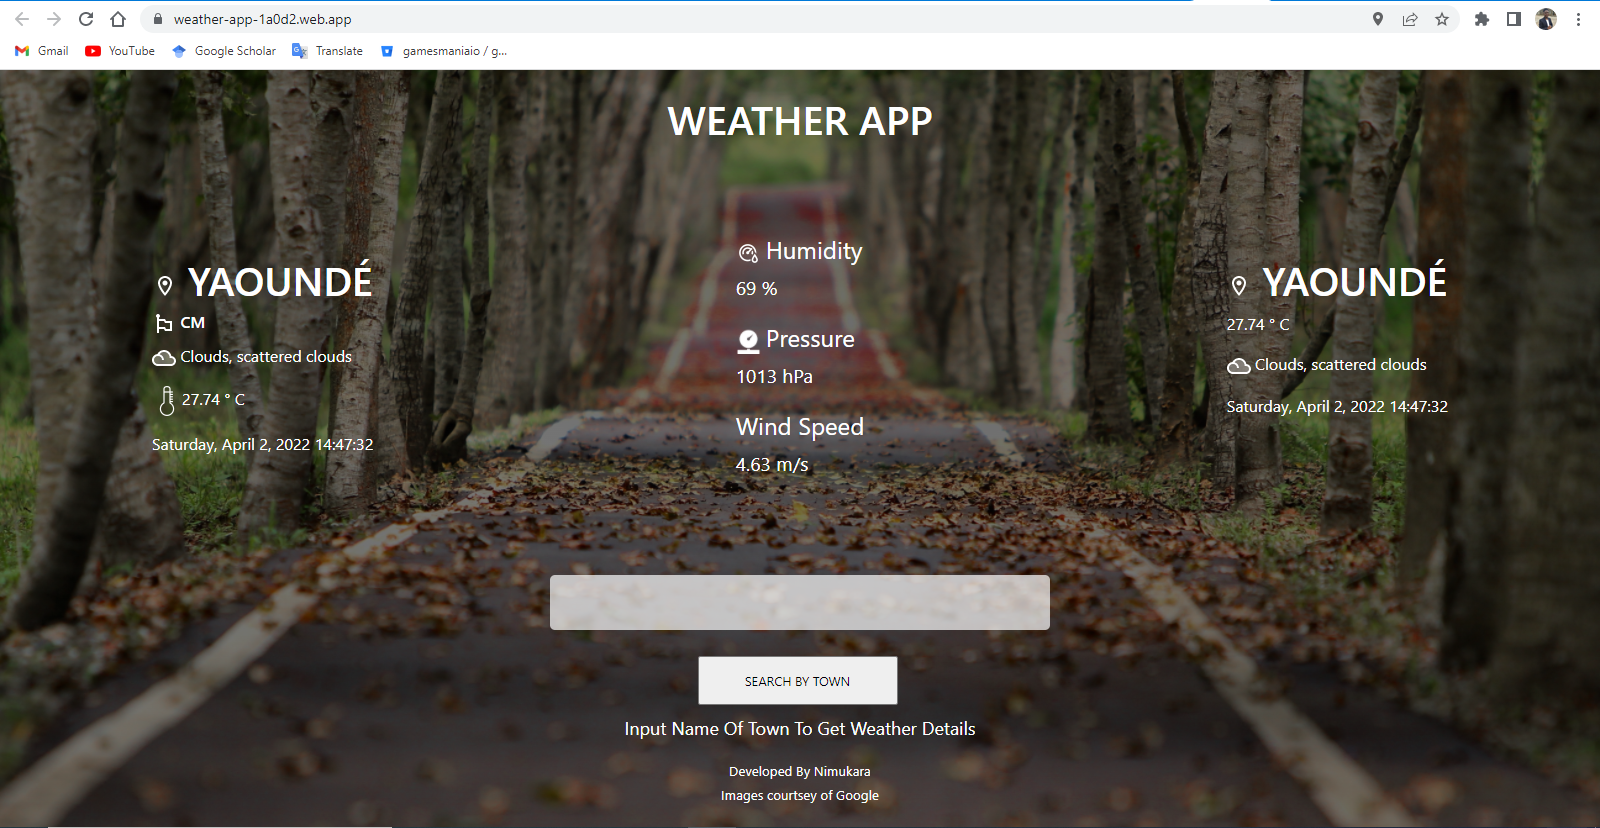 weather-app-1a0d2.web.app
Gmail YouTube Google Scholar Translate gamesmaniaio / g...
WEATHER APP
YAOUNDÉ
CM
Clouds, scattered clouds
27.74 ° C
Saturday, April 2, 2022 14:47:32
Humidity
69 %
Pressure
1013 hPa
Wind Speed
4.63 m/s
YAOUNDÉ
27.74 ° C
Clouds, scattered clouds
Saturday, April 2, 2022 14:47:32
SEARCH BY TOWN
Input Name Of Town To Get Weather Details
Developed By Nimukara
Images courtsey of Google